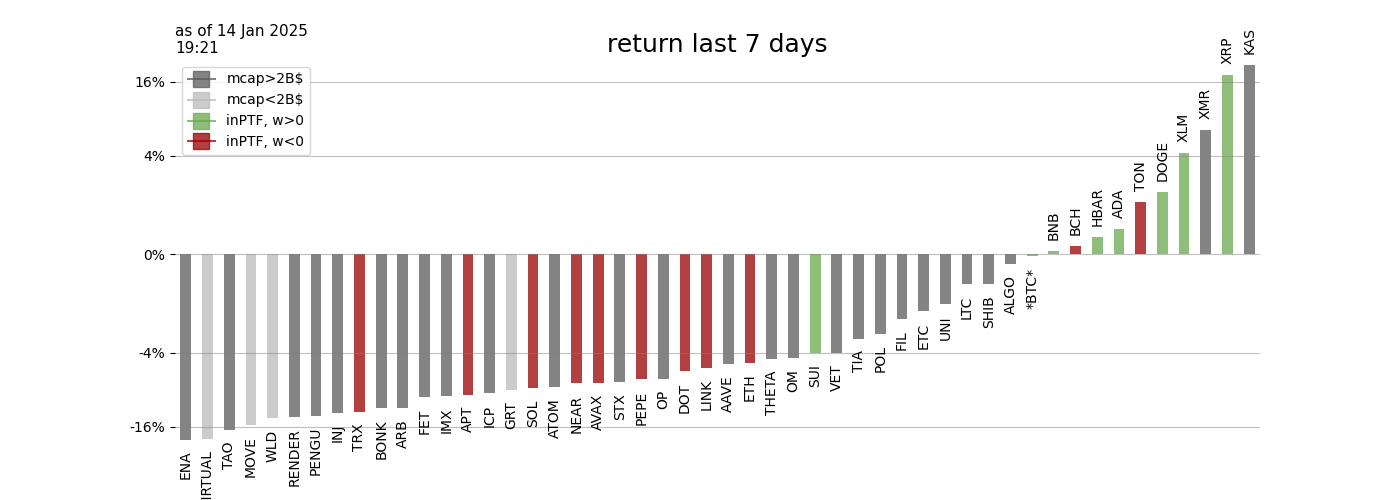 as of 14 Jan 2025
19:21
return last 7 days
mcap>2B$
mcap<2B$
inPTF, w>0
inPTF, w<0
16%
4%
0%
-4%
-16%
ENA
IRTUAL
TAO
MOVE
WLD
RENDER
PENGU
INJ
TRX
BONK
ARB
FET
IMX
APT
ICP
GRT
SOL
ATOM
NEAR
AVAX
STX
PEPE
OP
DOT
LINK
AAVE
ETH
THETA
OM
SUI
VET
TIA
POL
FIL
ETC
UNI
LTC
SHIB
ALGO
*BTC*
BNB
BCH
HBAR
ADA
TON
DOGE
XLM
XMR
XRP
KAS